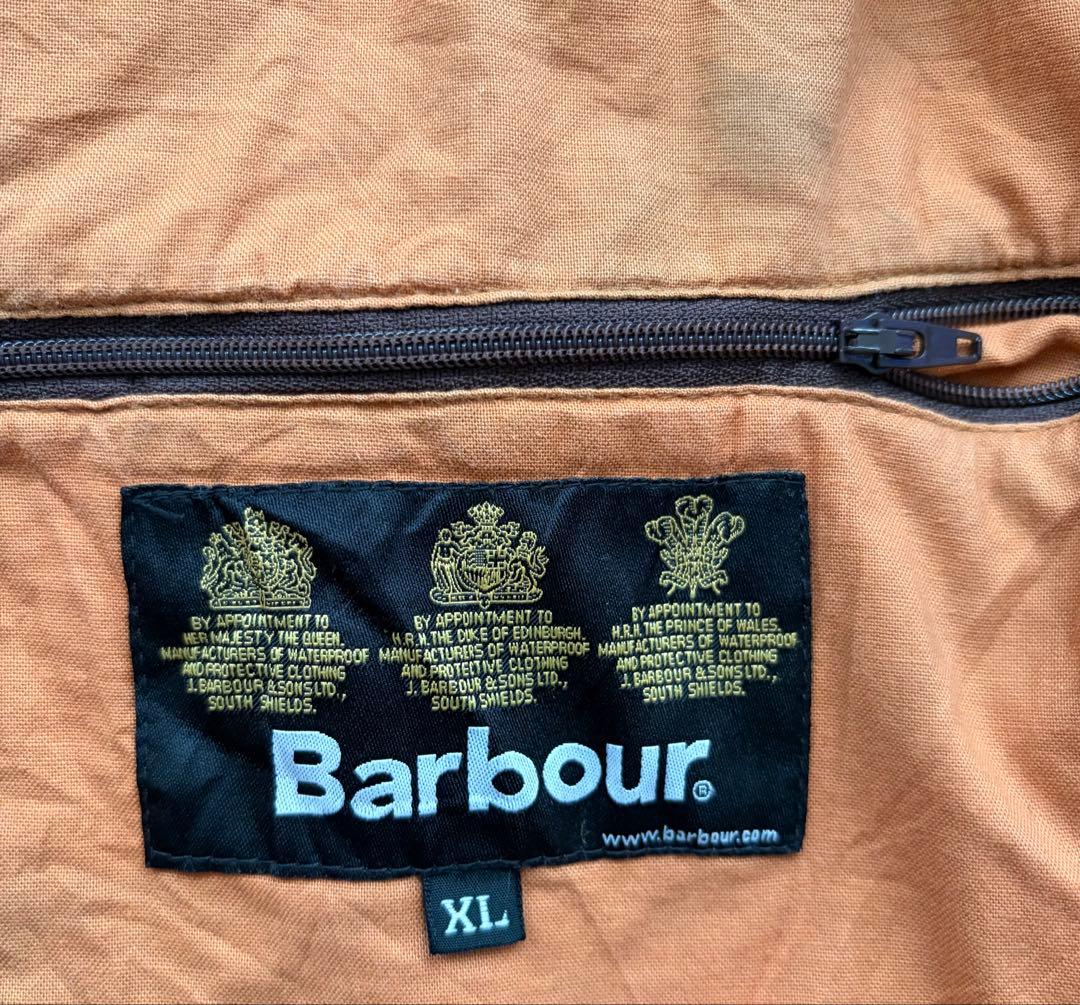 BY APPOINTMENT TO
HER MAJESTY THE QUEEN.
MANUFACTURERS OF WATERPROOF
AND PROTECTIVE CLOTHING
J. BARBOUR & SONS LTD.,
SOUTH SHIELDS.
BY APPOINTMENT TO
H.R.H. THE DUKE OF EDINBURGH.
MANUFACTURERS OF WATERPROOF
AND PROTECTIVE CLOTHING
J. BARBOUR & SONS LTD.,
SOUTH SHIELDS.
BY APPOINTMENT TO
H.R.H. THE PRINCE OF WALES.
MANUFACTURERS OF WATERPROOF
AND PROTECTIVE CLOTHING
J. BARBOUR & SONS LTD.,
SOUTH SHIELDS.
Barbour.®
www.barbour.com
XL